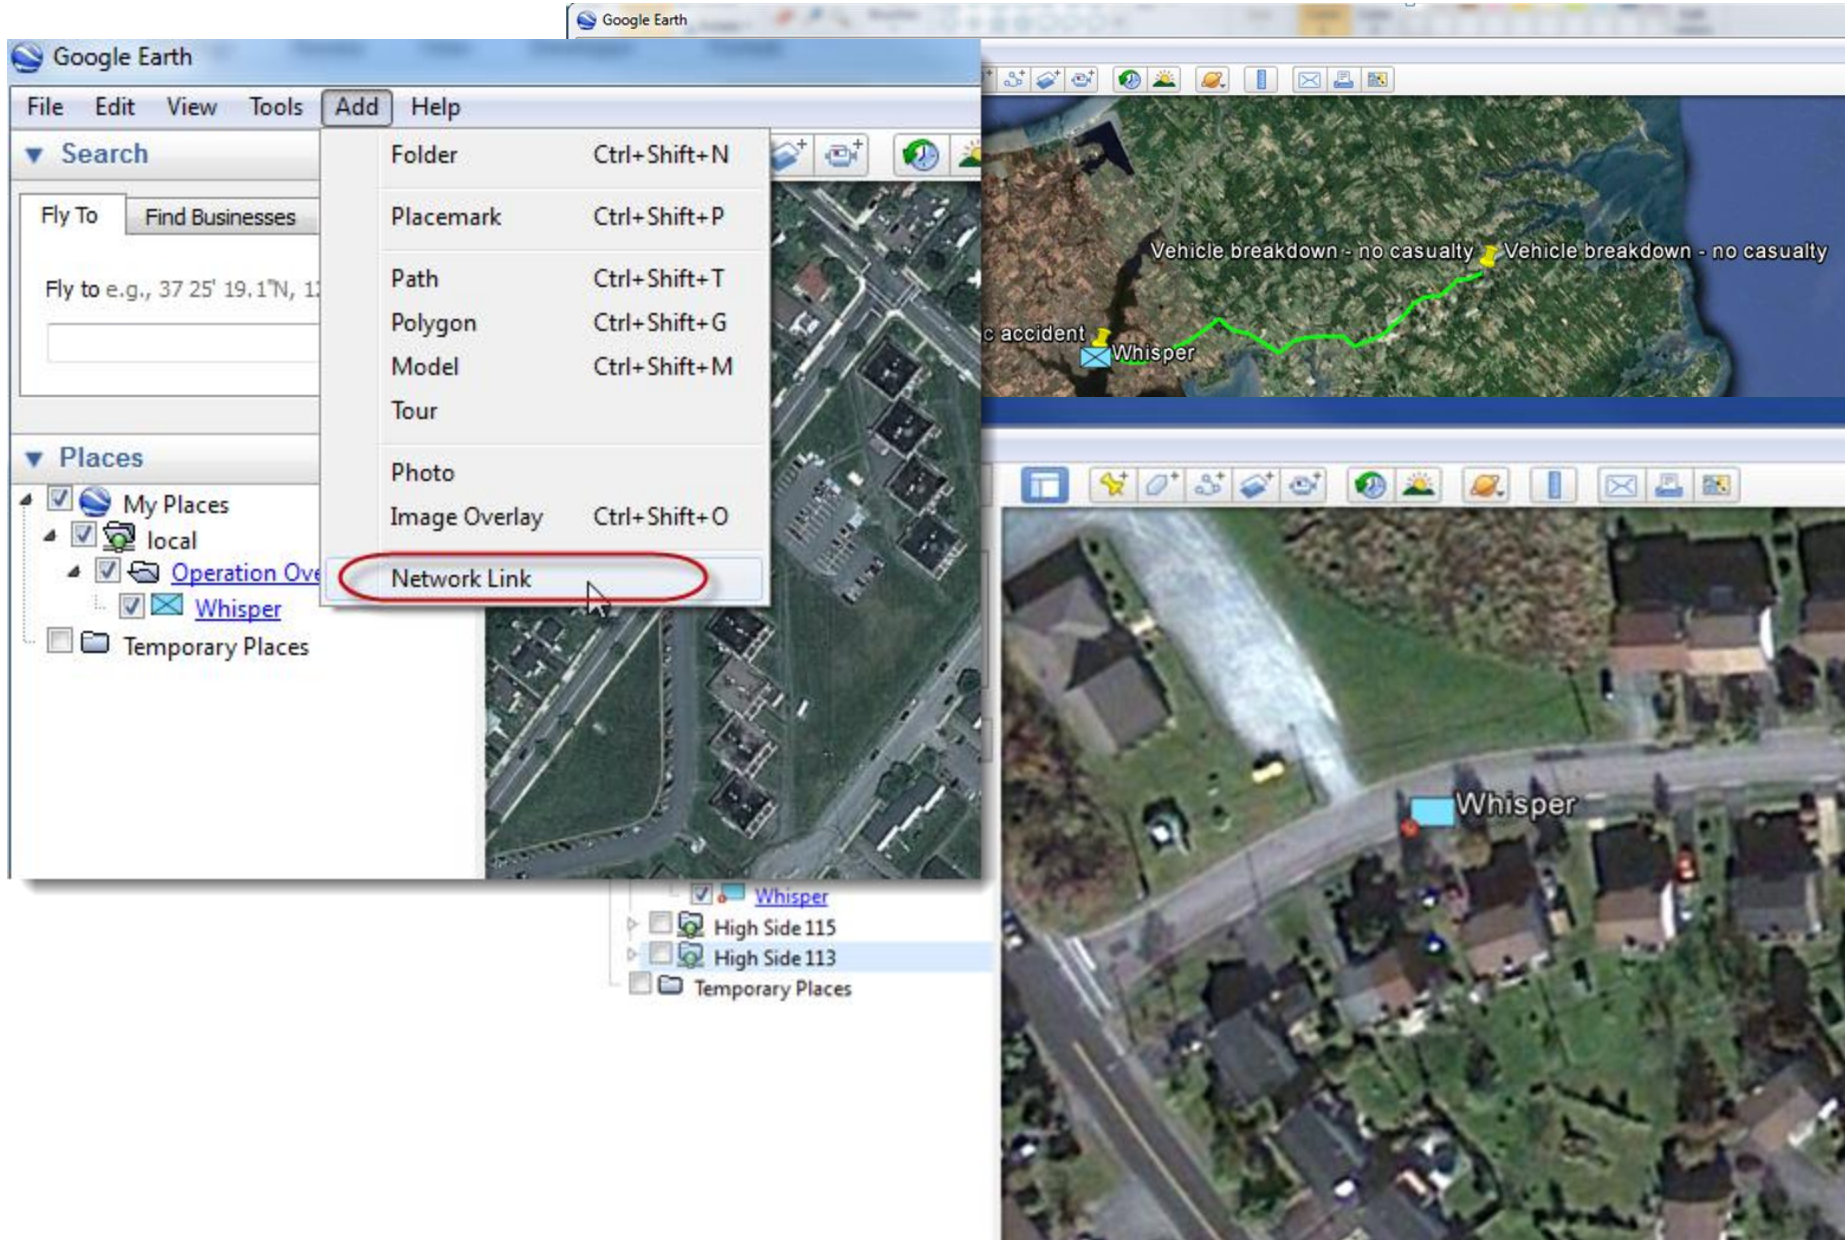 Google Earth
Google Earth
File Edit View Tools Add Help
Search
Fly To Find Businesses
Fly to e.g., 37 25' 19.1"N, 12
Folder Ctrl+Shift+N
Placemark Ctrl+Shift+P
Path Ctrl+Shift+T
Polygon Ctrl+Shift+G
Model Ctrl+Shift+M
Tour
Photo
Image Overlay Ctrl+Shift+O
Network Link
Places
My Places
local
Operation Ove
Whisper
Temporary Places
Vehicle breakdown - no casualty Vehicle breakdown - no casualty
c accident
Whisper
Whisper
Whisper
High Side 115
High Side 113
Temporary Places